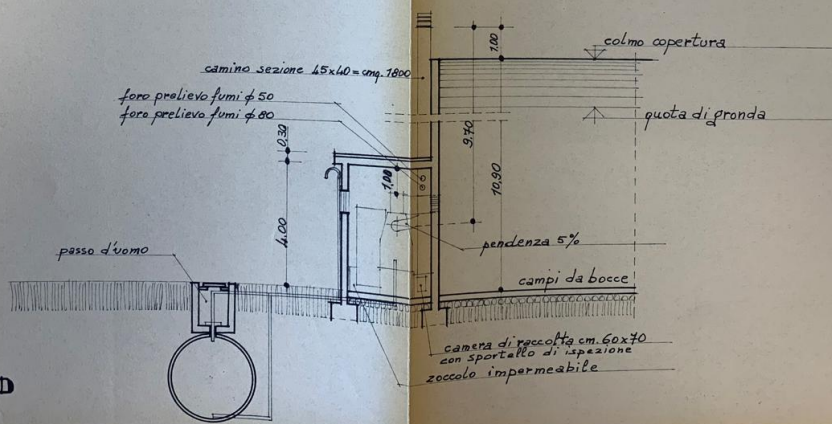 1.00
colmo copertura
camino sezione 45x40=cmq.1800
foro prelievo fumi ϕ 50
foro prelievo fumi ϕ 80
quota di gronda
0,30
9.70
1,00
10,90
4.00
passo d'uomo
pendenza 5%
campi da bocce
camera di raccolta cm. 60x70
con sportello di ispezione
zoccolo impermeabile
D